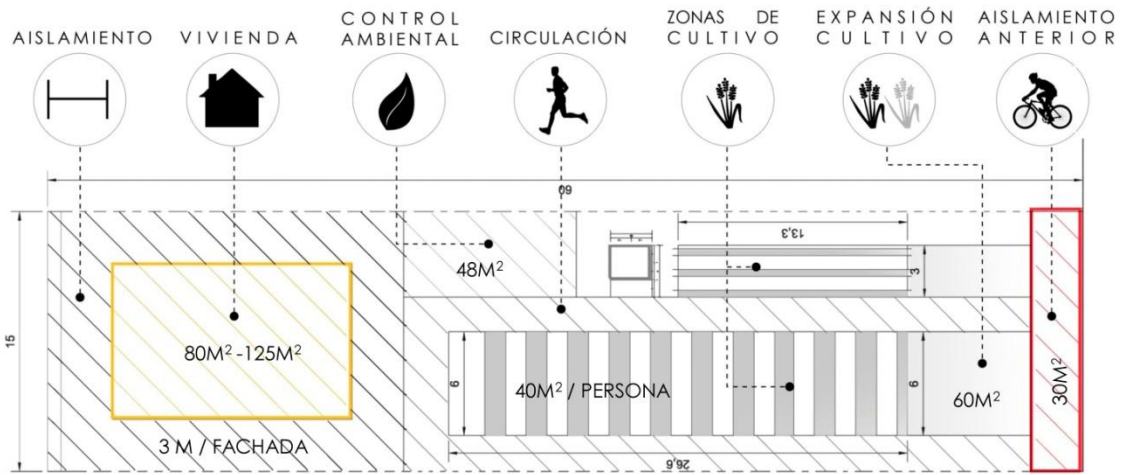 AISLAMIENTO
VIVIENDA
CONTROL
AMBIENTAL
CIRCULACIÓN
ZONAS DE
CULTIVO
EXPANSIÓN
CULTIVO
AISLAMIENTO
ANTERIOR
60
15
13,3
3
48M²
80M² -125M²
40M² / PERSONA
6
6
60M²
30M²
3 M / FACHADA
26,6